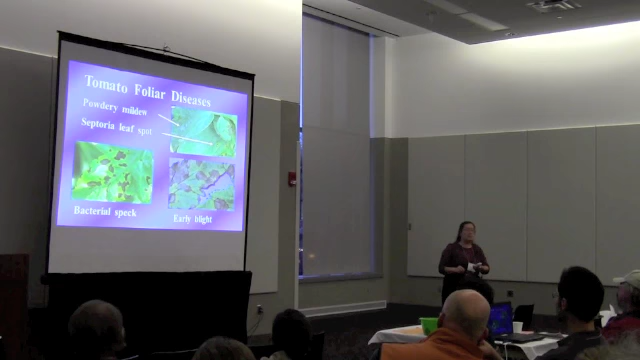 Tomato Foliar Diseases
Powdery mildew
Septoria leaf spot
Bacterial speck
Early blight